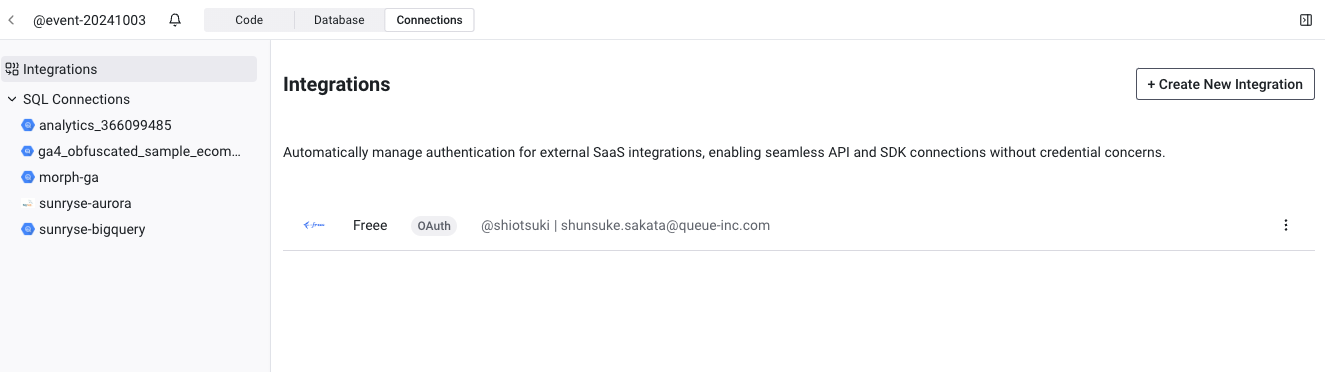 @event-20241003
Code
Database
Connections
Integrations
SQL Connections
analytics_366099485
ga4_obfuscated_sample_ecom...
morph-ga
sunryse-aurora
sunryse-bigquery
Integrations
+ Create New Integration
Automatically manage authentication for external SaaS integrations, enabling seamless API and SDK connections without credential concerns.
freee
Freee
OAuth
@shiotsuki | shunsuke.sakata@queue-inc.com